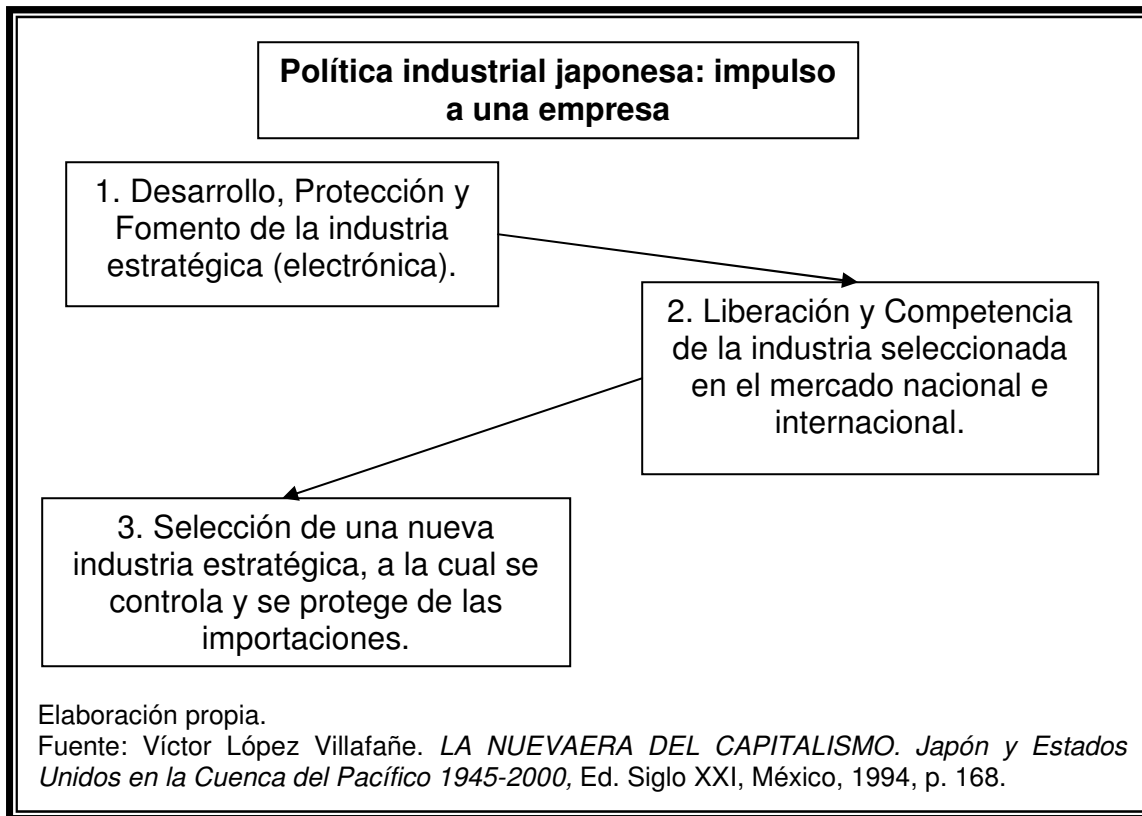 Política industrial japonesa: impulso
a una empresa
1. Desarrollo, Protección y
Fomento de la industria
estratégica (electrónica).
2. Liberación y Competencia
de la industria seleccionada
en el mercado nacional e
internacional.
3. Selección de una nueva
industria estratégica, a la cual se
controla y se protege de las
importaciones.
Elaboración propia.
Fuente: Víctor López Villafañe. LA NUEVAERA DEL CAPITALISMO. Japón y Estados
Unidos en la Cuenca del Pacífico 1945-2000, Ed. Siglo XXI, México, 1994, p. 168.